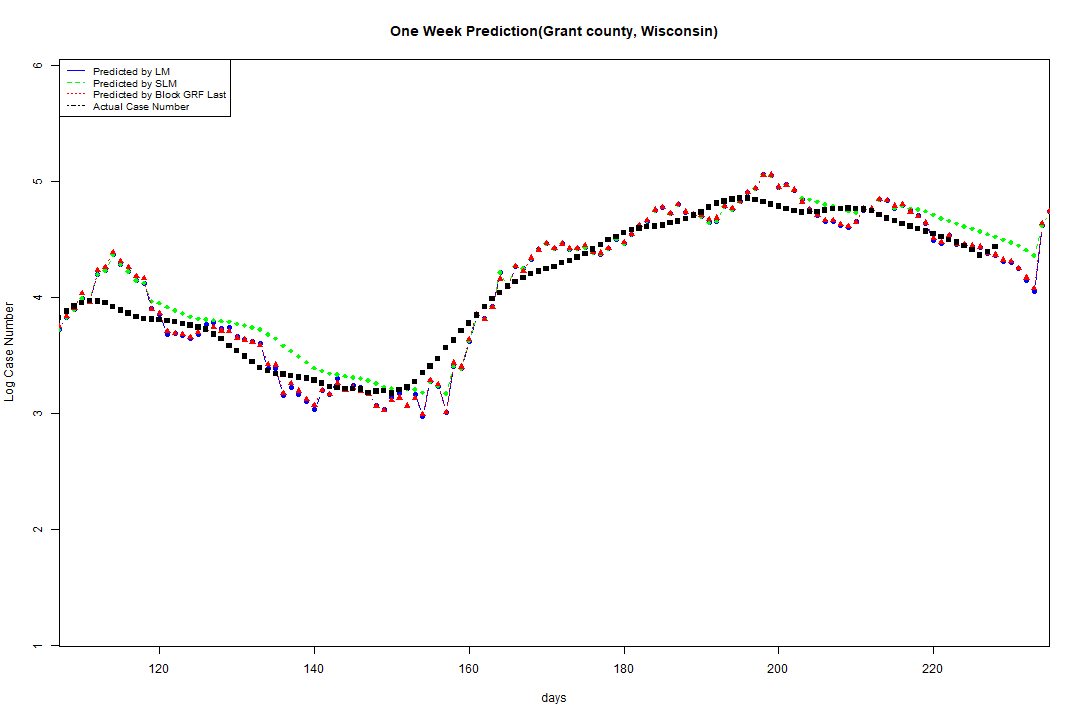 One Week Prediction(Grant county, Wisconsin)
Predicted by LM
Predicted by SLM
Predicted by Block GRF Last
Actual Case Number
6
5
4
3
2
1
Log Case Number
120 140 160 180 200 220
days